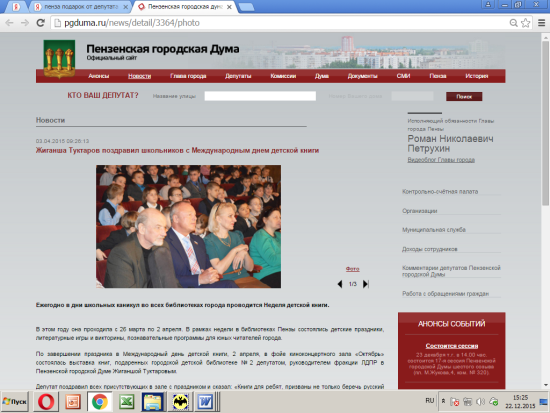 пенза подарок от депутата
Пензенская городская дум
pgduma.ru/news/detail/3364/photo
Пензенская городская Дума
Официальный сайт
Анонсы Новости Глава города Депутаты Комиссии Дума Документы СМИ Пенза История
КТО ВАШ ДЕПУТАТ? Название улицы: Поиск
Новости
03.04.2015 09:25:13
Жиганша Туктаров поздравил школьников с Международным днем детской книги
Исполняющий обязанности Главы
города Пензы
Роман Николаевич
Петрухин
Видеоблог Главы города
Контрольно-счётная палата
Организации
Муниципальная служба
Доходы сотрудников
Комментарии депутатов Пензенской
городской Думы
Работа с обращениями граждан
Фото
1/3
Ежегодно в дни школьных каникул во всех библиотеках города проводится Неделя детской книги.
В этом году она проходила с 26 марта по 2 апреля. В рамках недели в библиотеках Пензы состоялись детские праздники,
литературные игры и викторины, познавательные программы для юных читателей города.
По завершении праздника в Международный день детской книги, 2 апреля, в фойе киноконцертного зала «Октябрь»
состоялась выставка книг, подаренных городской детской библиотеке № 2 депутатом, руководителем фракции ЛДПР в
Пензенской городской Думе Жиганшой Туктаровым.
Депутат поздравил всех присутствующих в зале с праздником и сказал: «Книги для ребят, призваны не только беречь русский
АНОНСЫ СОБЫТИЙ
Состоится сессия
23 декабря т.г. в 14.00 час.
состоится 17-я сессия Пензенской
городской Думы шестого созыва
(пл. М.Жукова,4, ком. № 320).
Пуск
RU
15:25
22.12.2015